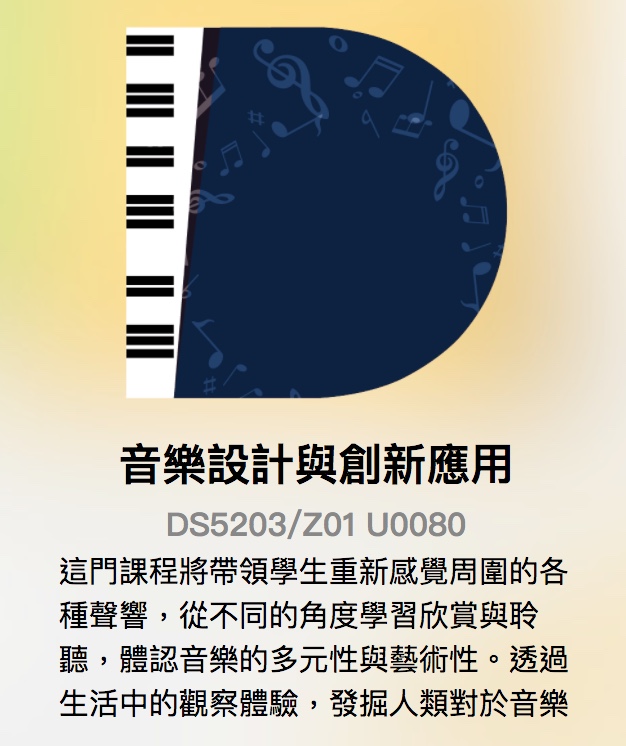 音樂設計與創新應用
DS5203/Z01 U0080
這門課程將帶領學生重新感覺周圍的各
種聲響，從不同的角度學習欣賞與聆
聽，體認音樂的多元性與藝術性。透過
生活中的觀察體驗，發掘人類對於音樂